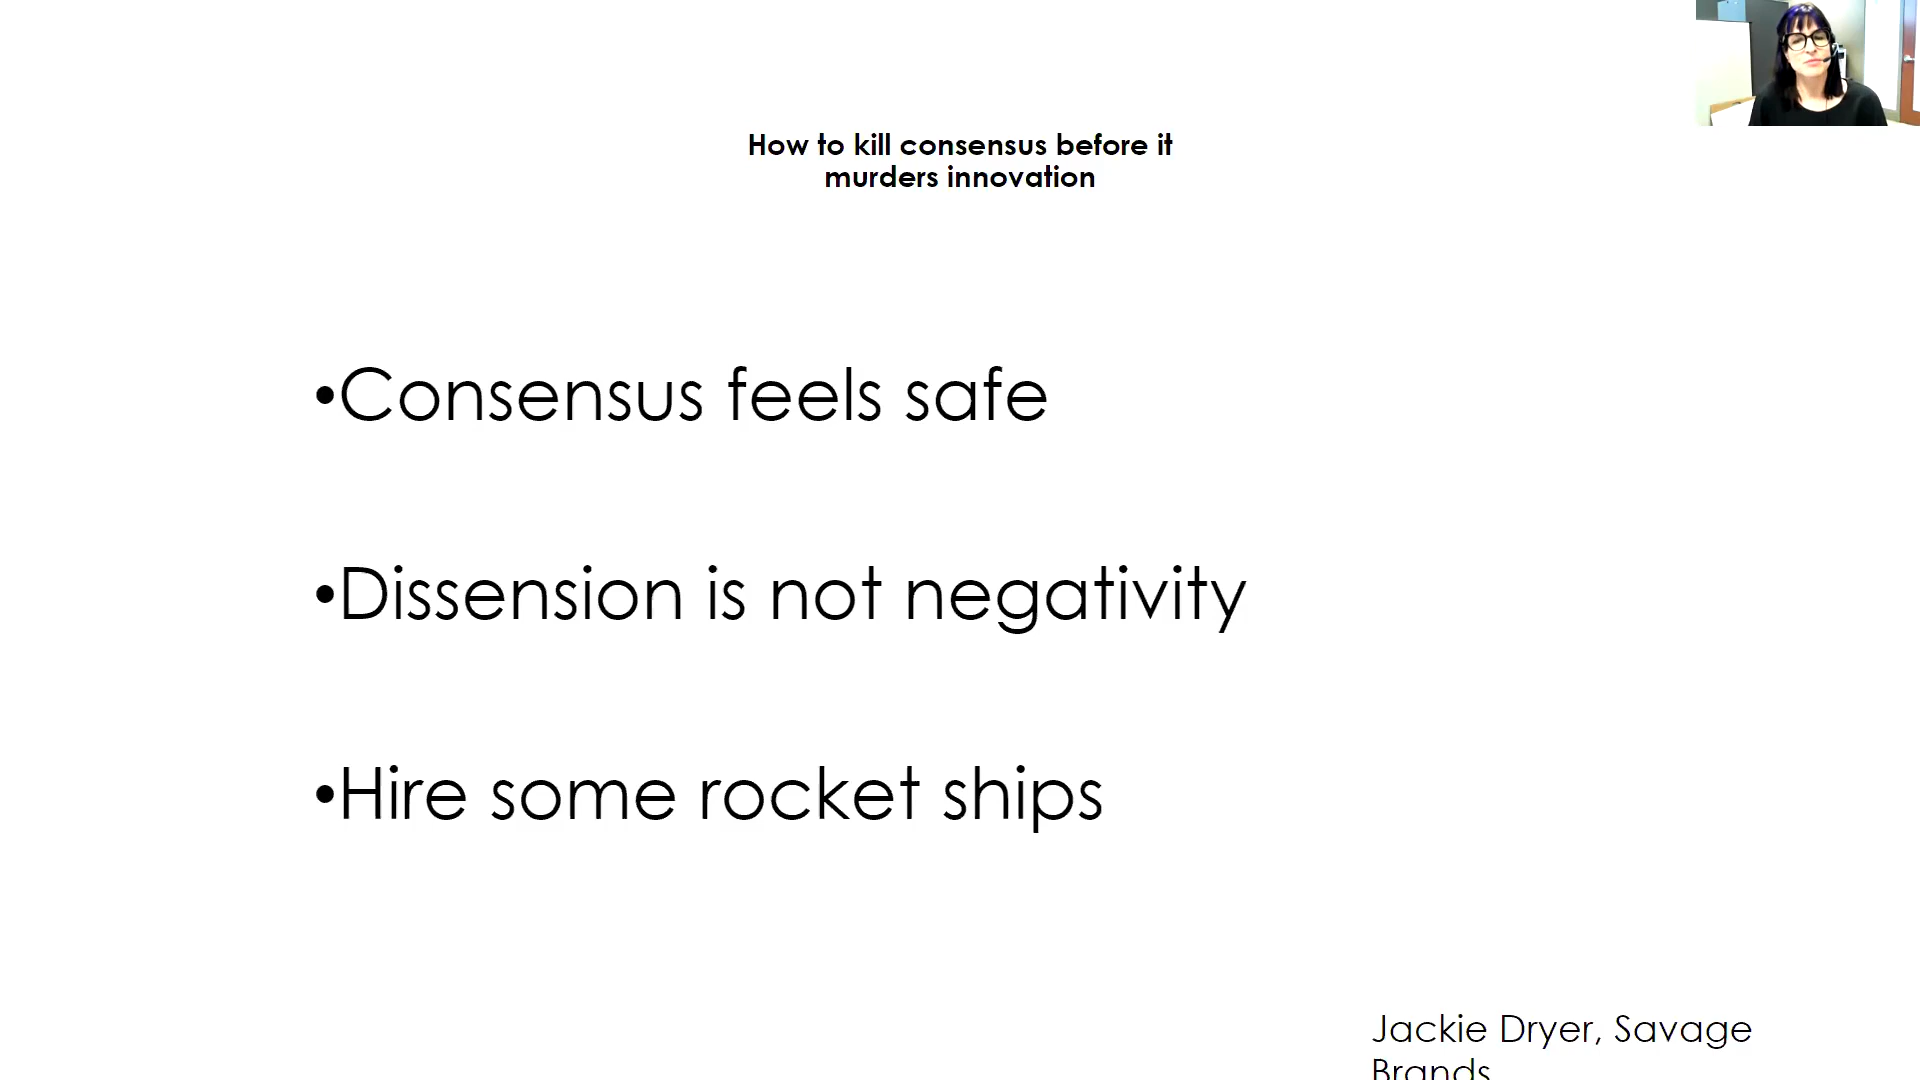 How to kill consensus before it
murders innovation
•Consensus feels safe
•Dissension is not negativity
•Hire some rocket ships
Jackie Dryer, Savage
Brands